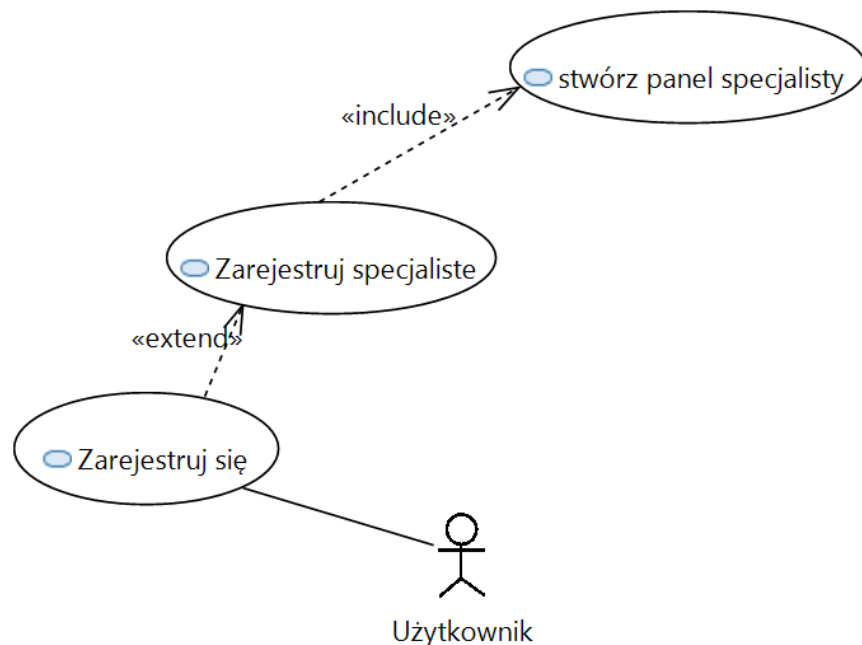 stwórz panel specjalisty
«include»
Zarejestruj specjaliste
«extend»
Zarejestruj się
Użytkownik